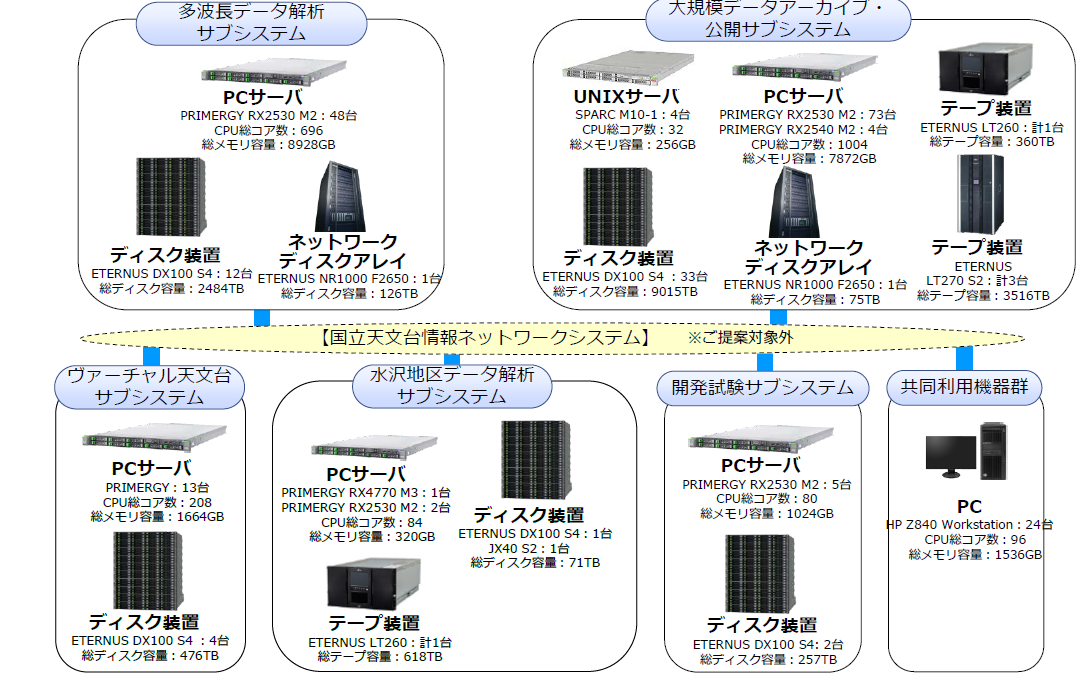 多波長データ解析
サブシステム
PCサーバ
PRIMERGY RX2530 M2：48台
CPU総コア数：696
総メモリ容量：8928GB
ディスク装置
ETERNUS DX100 S4：12台
総ディスク容量：2484TB
ネットワーク
ディスクアレイ
ETERNUS NR1000 F2650：1台
総ディスク容量：126TB
大規模データアーカイブ・
公開サブシステム
UNIXサーバ
SPARC M10-1：4台
CPU総コア数：32
総メモリ容量：256GB
PCサーバ
PRIMERGY RX2530 M2：73台
PRIMERGY RX2540 M2：4台
CPU総コア数：1004
総メモリ容量：7872GB
テープ装置
ETERNUS LT260：計1台
総テープ容量：360TB
ディスク装置
ETERNUS DX100 S4 ：33台
総ディスク容量：9015TB
ネットワーク
ディスクアレイ
ETERNUS NR1000 F2650：1台
総ディスク容量：75TB
テープ装置
ETERNUS
LT270 S2：計3台
総テープ容量：3516TB
【国立天文台情報ネットワークシステム】 ※ご提案対象外
ヴァーチャル天文台
サブシステム
PCサーバ
PRIMERGY：13台
CPU総コア数：208
総メモリ容量：1664GB
ディスク装置
ETERNUS DX100 S4 ：4台
総ディスク容量：476TB
水沢地区データ解析
サブシステム
PCサーバ
PRIMERGY RX4770 M3：1台
PRIMERGY RX2530 M2：2台
CPU総コア数：84
総メモリ容量：320GB
ディスク装置
ETERNUS DX100 S4：1台
JX40 S2：1台
総ディスク容量：71TB
テープ装置
ETERNUS LT260：計1台
総テープ容量：618TB
開発試験サブシステム
PCサーバ
PRIMERGY RX2530 M2：5台
CPU総コア数：80
総メモリ容量：1024GB
ディスク装置
ETERNUS DX100 S4: 2台
総ディスク容量：257TB
共同利用機器群
PC
HP Z840 Workstation：24台
CPU総コア数：96
総メモリ容量：1536GB